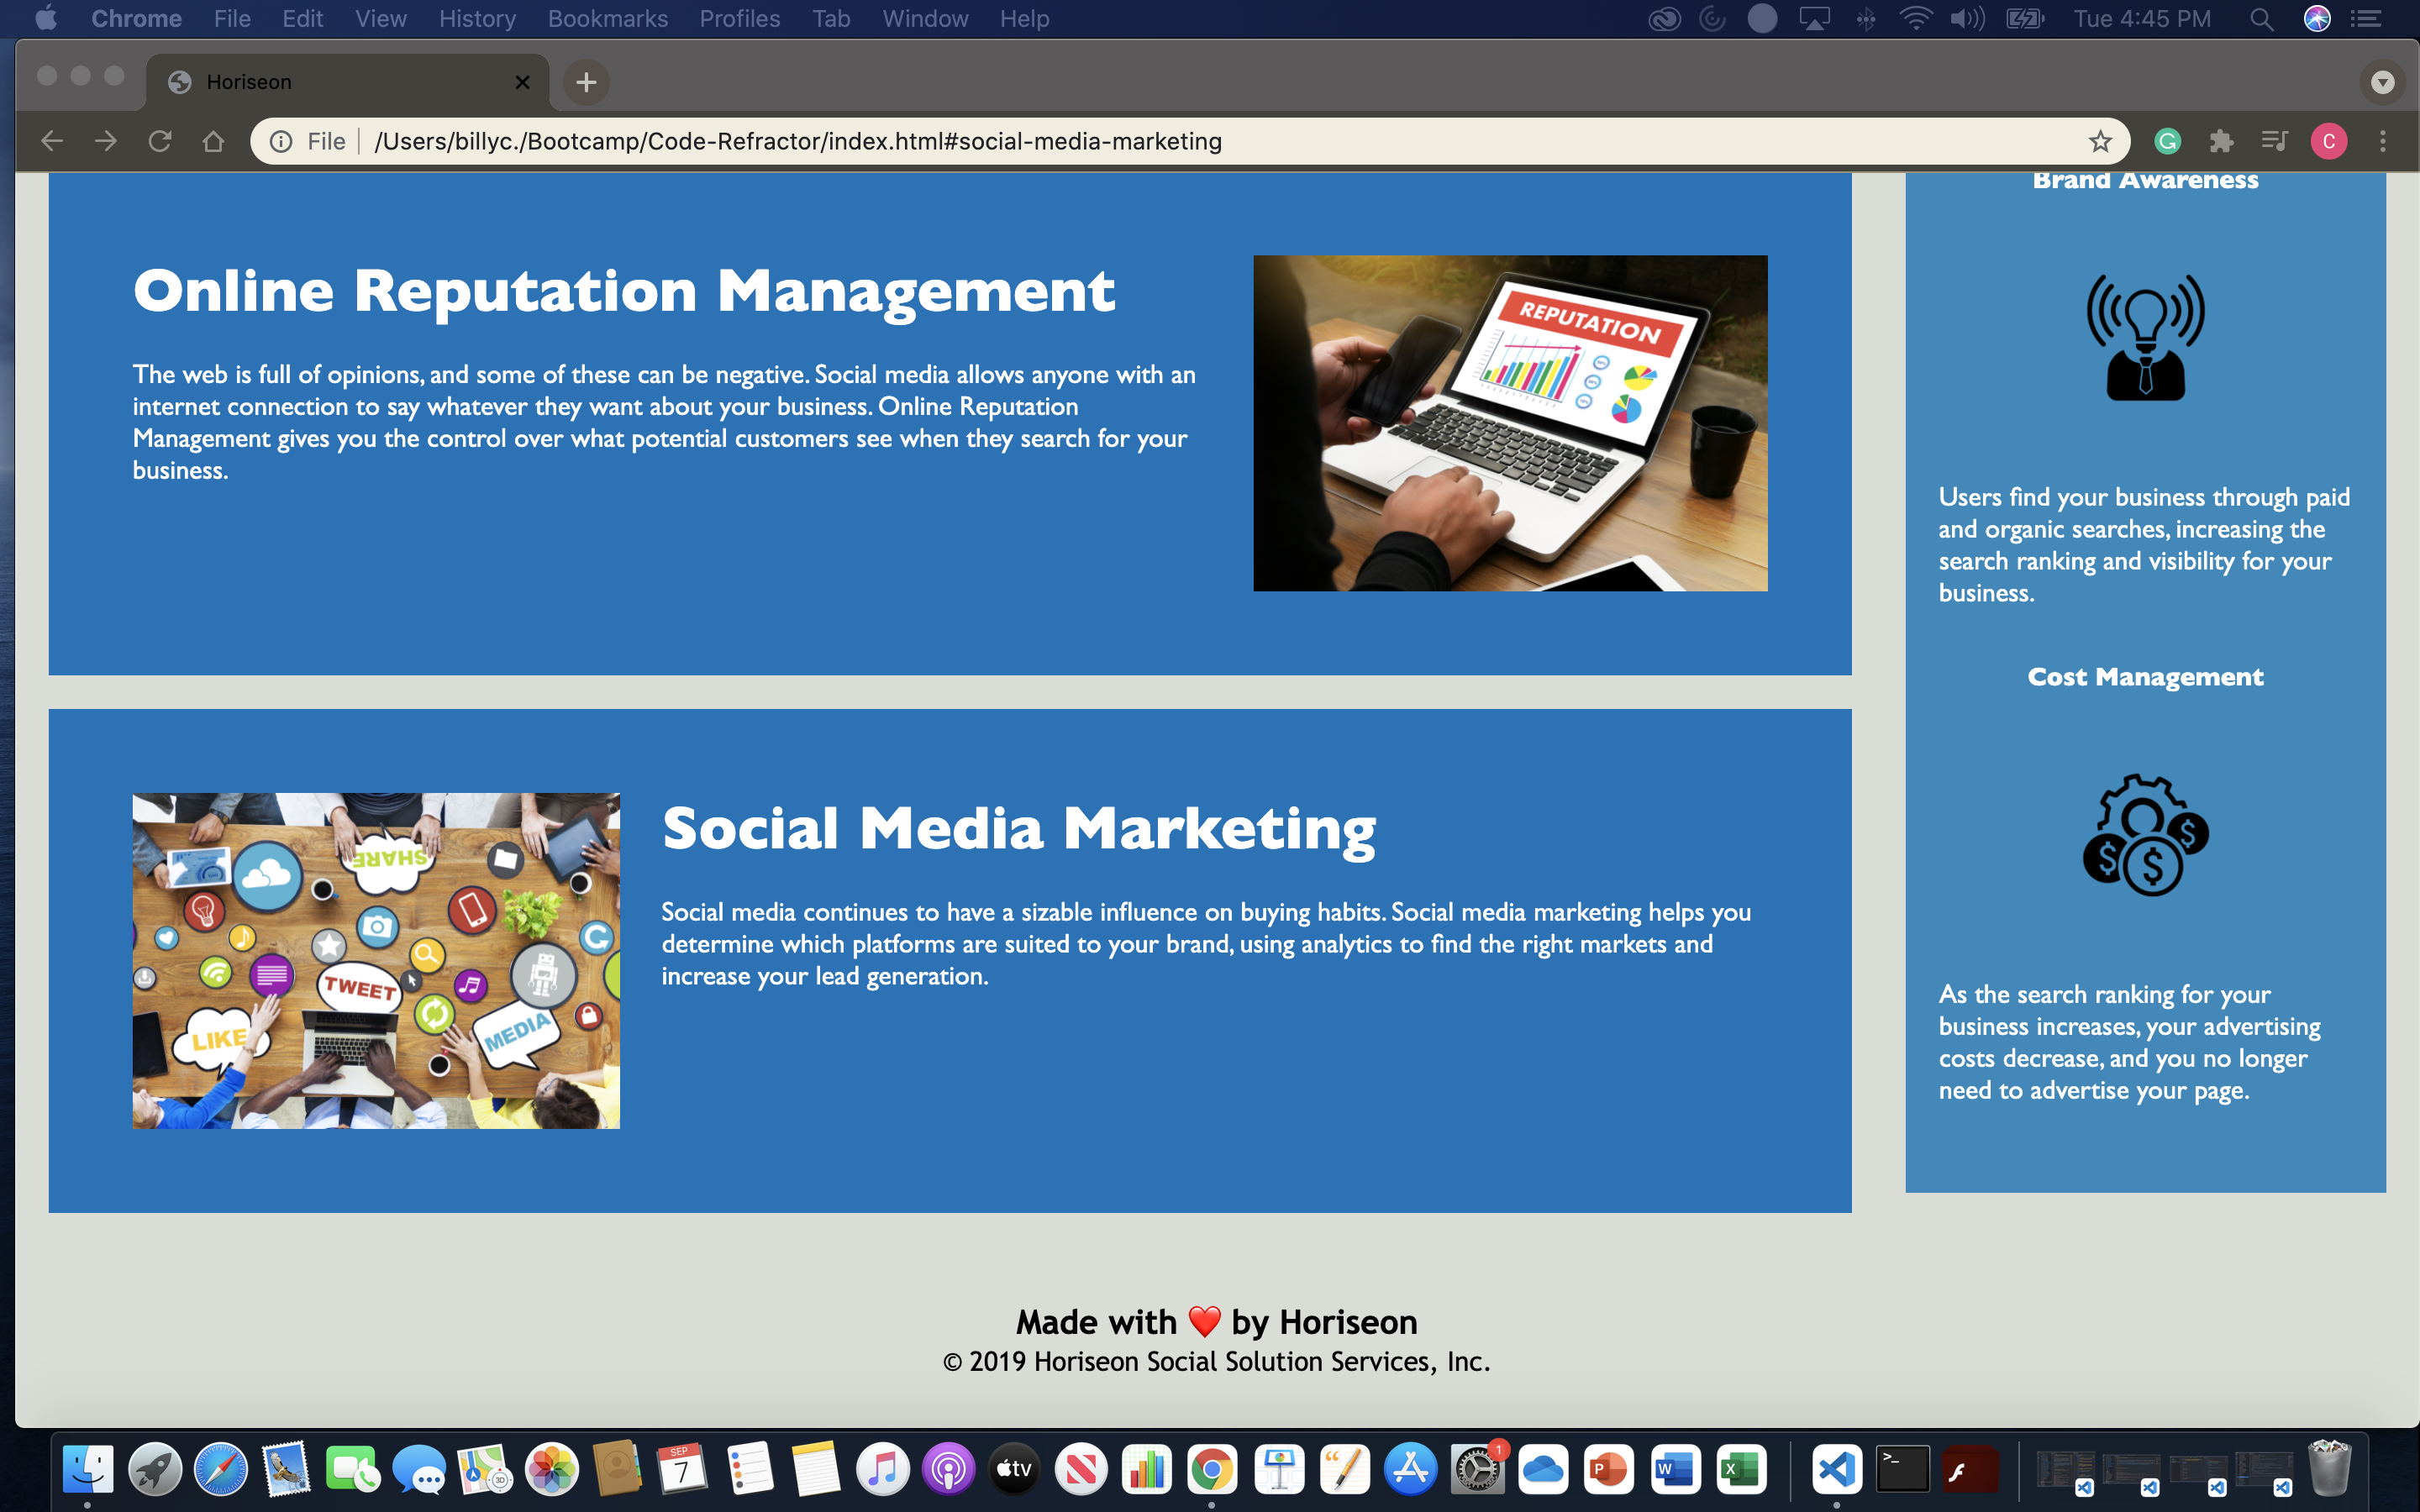 Chrome File Edit View History Bookmarks Profiles Tab Window Help
Tue 4:45 PM
Horiseon
File /Users/billyc./Bootcamp/Code-Refractor/index.html#social-media-marketing
C
Online Reputation Management
The web is full of opinions, and some of these can be negative. Social media allows anyone with an
internet connection to say whatever they want about your business. Online Reputation
Management gives you the control over what potential customers see when they search for your
business.
REPUTATION
Social Media Marketing
Social media continues to have a sizable influence on buying habits. Social media marketing helps you
determine which platforms are suited to your brand, using analytics to find the right markets and
increase your lead generation.
SHARE
TWEET
LIKE
MEDIA
Brand Awareness
Users find your business through paid
and organic searches, increasing the
search ranking and visibility for your
business.
Cost Management
$
$
$
As the search ranking for your
business increases, your advertising
costs decrease, and you no longer
need to advertise your page.
Made with ❤️ by Horiseon
© 2019 Horiseon Social Solution Services, Inc.
3D
SEP
7
tv
1
P
W
X
>_